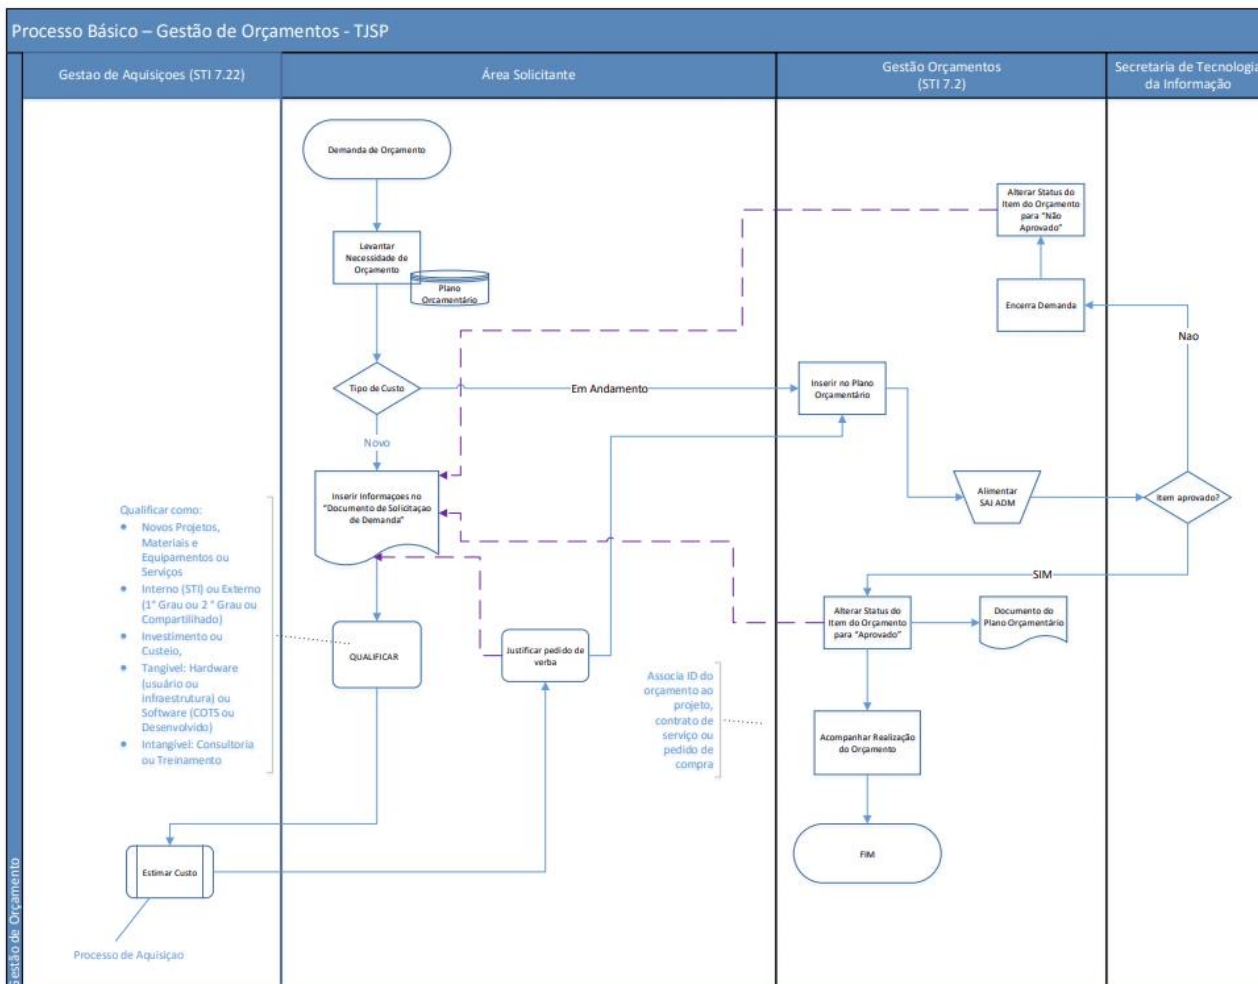 Processo Básico – Gestão de Orçamentos - TJSP
Gestao de Aquisiçoes (STI 7.22)
Área Solicitante
Gestão Orçamentos
(STI 7.2)
Secretaria de Tecnologia
da Informação
Gestão de Orçamento
Demanda de Orçamento
Levantar
Necessidade de
Orçamento
Plano
Orcamentário
Tipo de Custo
Em Andamento
Novo
Inserir Informaçoes no
“Documento de Solicitaçao
de Demanda”
Qualificar como:
• Novos Projetos,
Materiais e
Equipamentos ou
Serviços
• Interno (STI) ou Externo
(1° Grau ou 2 ° Grau ou
Compartilhado)
• Investimento ou
Custeio,
• Tangível: Hardware
(usuário ou
infraestrutura) ou
Software (COTS ou
Desenvolvido)
• Intangível: Consultoria
ou Treinamento
QUALIFICAR
Justificar pedido de
verba
Estimar Custo
Processo de Aquisiçao
Alterar Status do
Item do Orçamento
para “Não
Aprovado”
Encerra Demanda
Nao
Inserir no Plano
Orçamentário
Alimentar
SAJ ADM
Item aprovado?
SIM
Alterar Status do
Item do Orçamento
para “Aprovado”
Documento do
Plano Orçamentário
Associa ID do
orçamento ao
projeto,
contrato de
serviço ou
pedido de
compra
Acompanhar Realização
do Orçamento
FIM